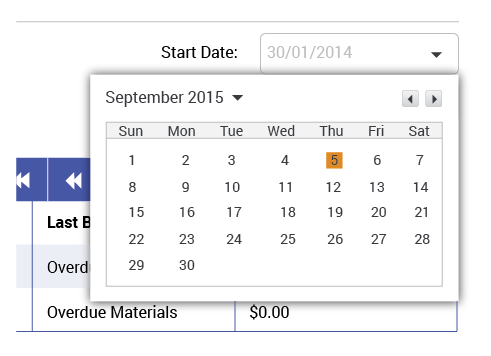 Start Date: 30/01/2014
September 2015
Sun Mon Tue Wed Thu Fri Sat
1 2 3 4 5 6 7
8 9 10 11 12 13 14
15 16 17 18 19 20 21
22 23 24 25 26 27 28
29 30
Last B
Overd
Overdue Materials $0.00